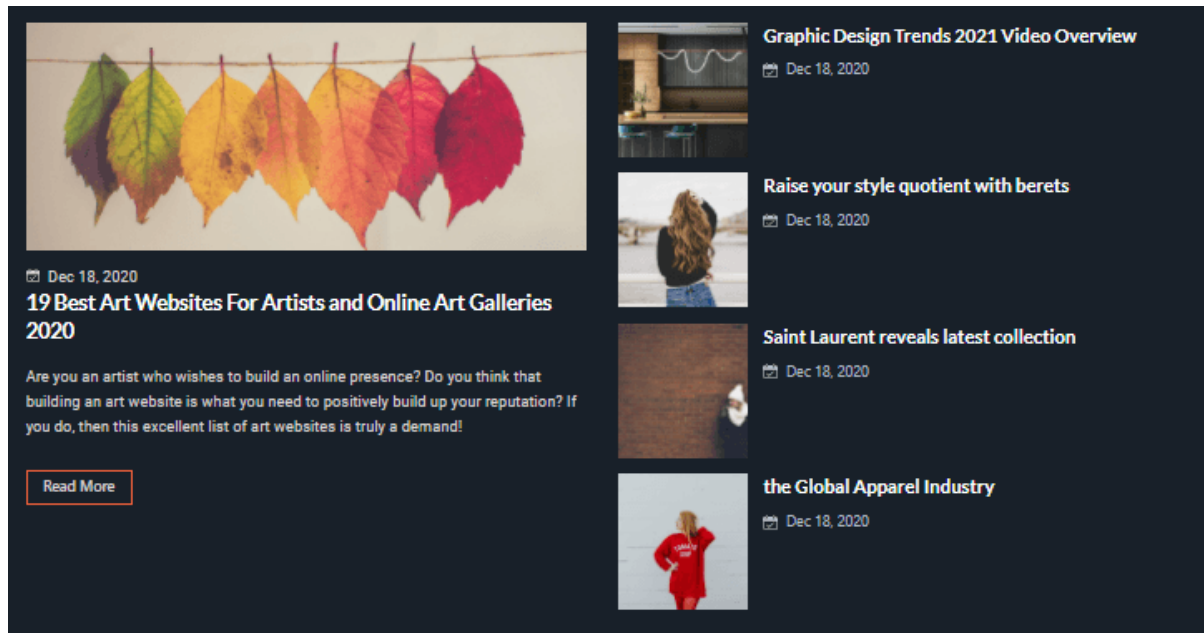 Dec 18, 2020
19 Best Art Websites For Artists and Online Art Galleries
2020
Are you an artist who wishes to build an online presence? Do you think that
building an art website is what you need to positively build up your reputation? If
you do, then this excellent list of art websites is truly a demand!
Read More
Graphic Design Trends 2021 Video Overview
Dec 18, 2020
Raise your style quotient with berets
Dec 18, 2020
Saint Laurent reveals latest collection
Dec 18, 2020
the Global Apparel Industry
Dec 18, 2020